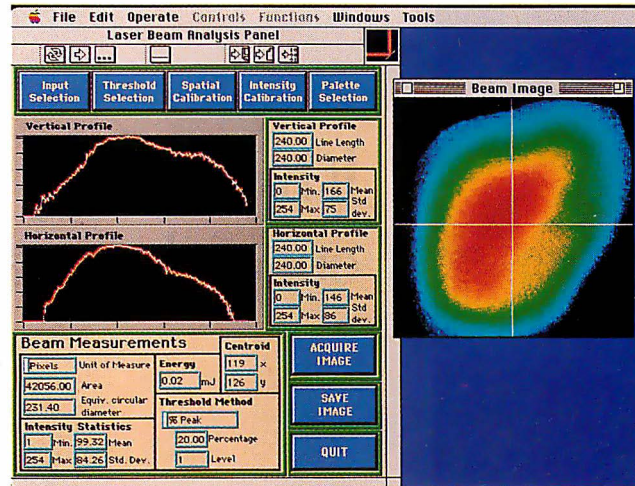 File Edit Operate Controls Functions Windows Tools
Laser Beam Analysis Panel
Input Selection
Threshold Selection
Spatial Calibration
Intensity Calibration
Palette Selection
Beam Image
Vertical Profile
Vertical Profile
240.00 Line Length
240.00 Diameter
Intensity
0 Min. 166 Mean
254 Max 75 Std dev.
Horizontal Profile
Horizontal Profile
240.00 Line Length
240.00 Diameter
Intensity
0 Min. 146 Mean
254 Max 86 Std dev.
Beam Measurements
Pixels Unit of Measure
42056.00 Area
231.40 Equiv. circular diameter
Intensity Statistics
1 Min. 99.32 Mean
254 Max 84.26 Std. Dev.
Energy
0.02 mJ
Centroid
119 x
126 y
Threshold Method
% Peak
20.00 Percentage
1 Level
ACQUIRE IMAGE
SAVE IMAGE
QUIT